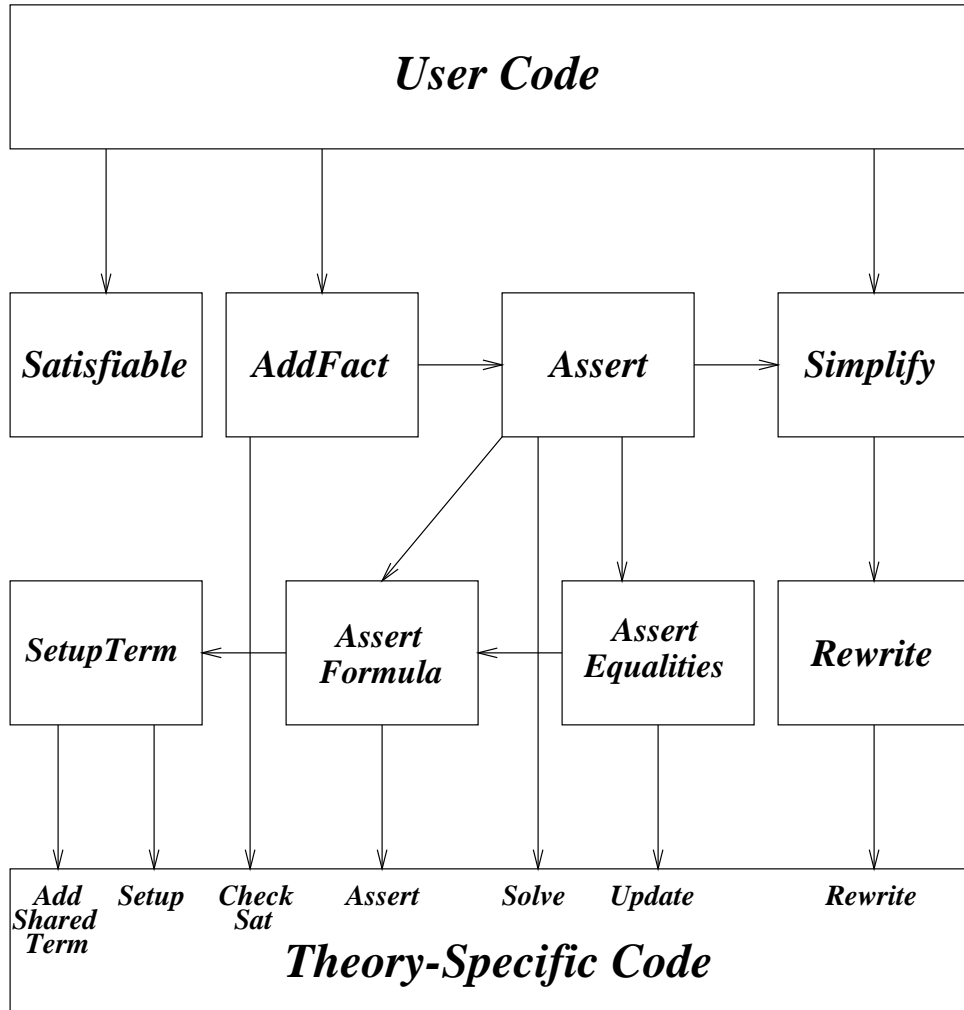 User Code
Satisfiable
AddFact
Assert
Simplify
SetupTerm
Assert
Formula
Assert
Equalities
Rewrite
Add
Shared
Term
Setup
Check
Sat
Assert
Solve
Update
Rewrite
Theory-Specific Code